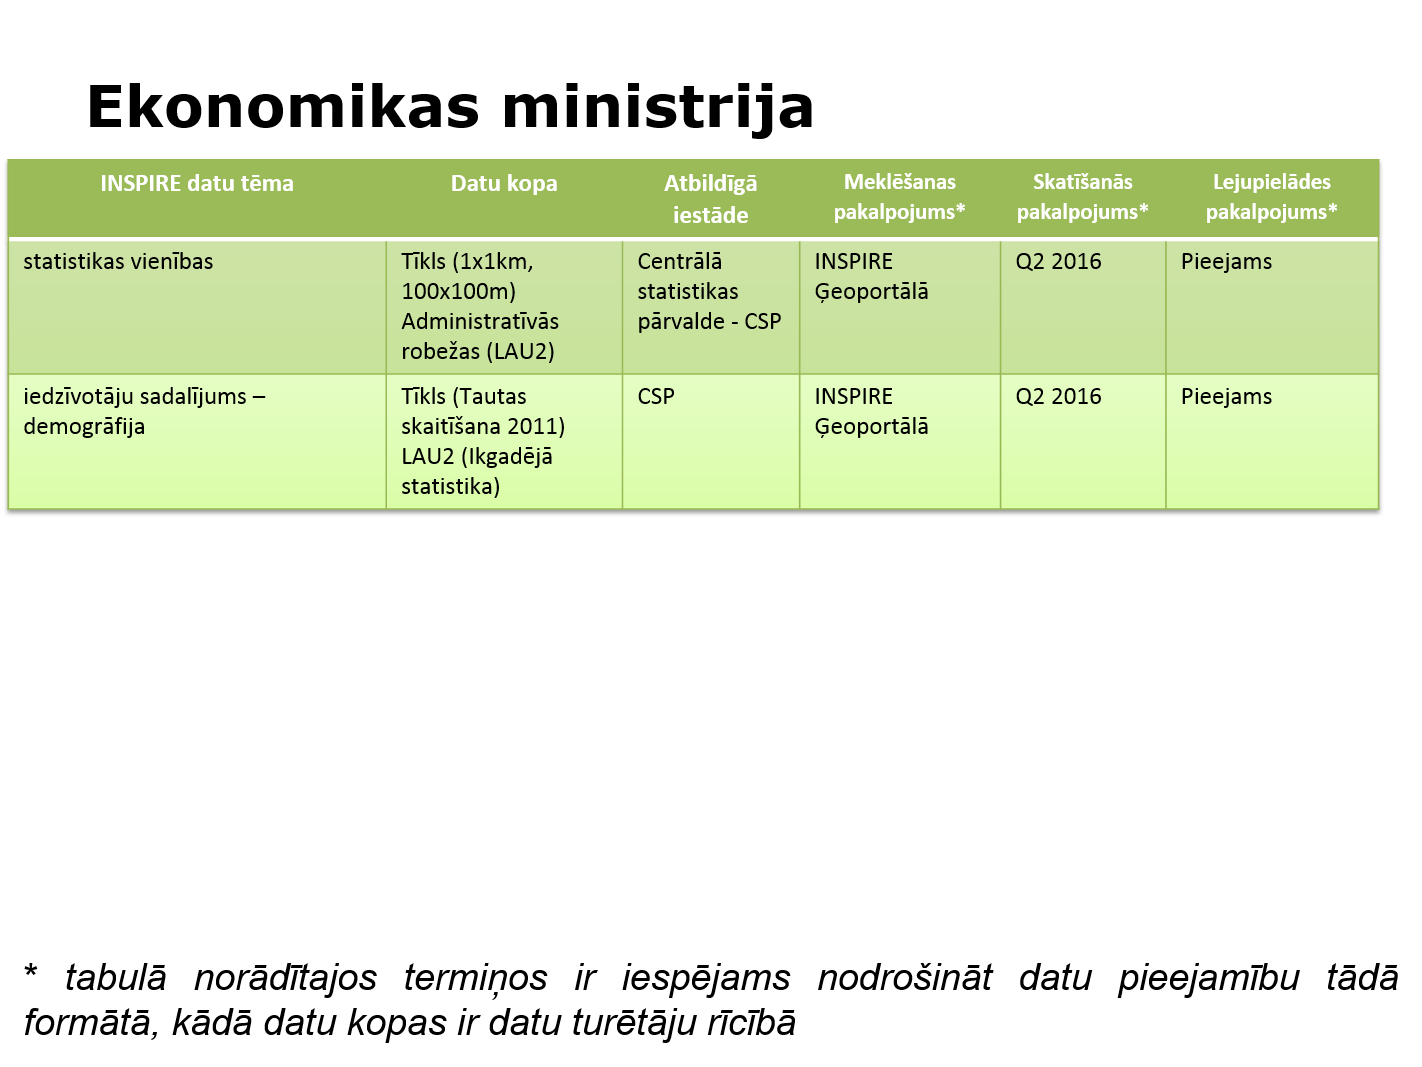 Ekonomikas ministrija
INSPIRE datu tēma
Datu kopa
Atbildīgā
iestāde
Meklēšanas
pakalpojums*
Skatīšanās
pakalpojums*
Lejupielādes
pakalpojums*
statistikas vienības
Tīkls (1x1km,
100x100m)
Administratīvās
robežas (LAU2)
Centrālā
statistikas
pārvalde - CSP
INSPIRE
Ģeoportālā
Q2 2016
Pieejams
iedzīvotāju sadalījums –
demogrāfija
Tīkls (Tautas
skaitīšana 2011)
LAU2 (Ikgadējā
statistika)
CSP
INSPIRE
Ģeoportālā
Q2 2016
Pieejams
* tabulā norādītajos termiņos ir iespējams nodrošināt datu pieejamību tādā
formātā, kādā datu kopas ir datu turētāju rīcībā